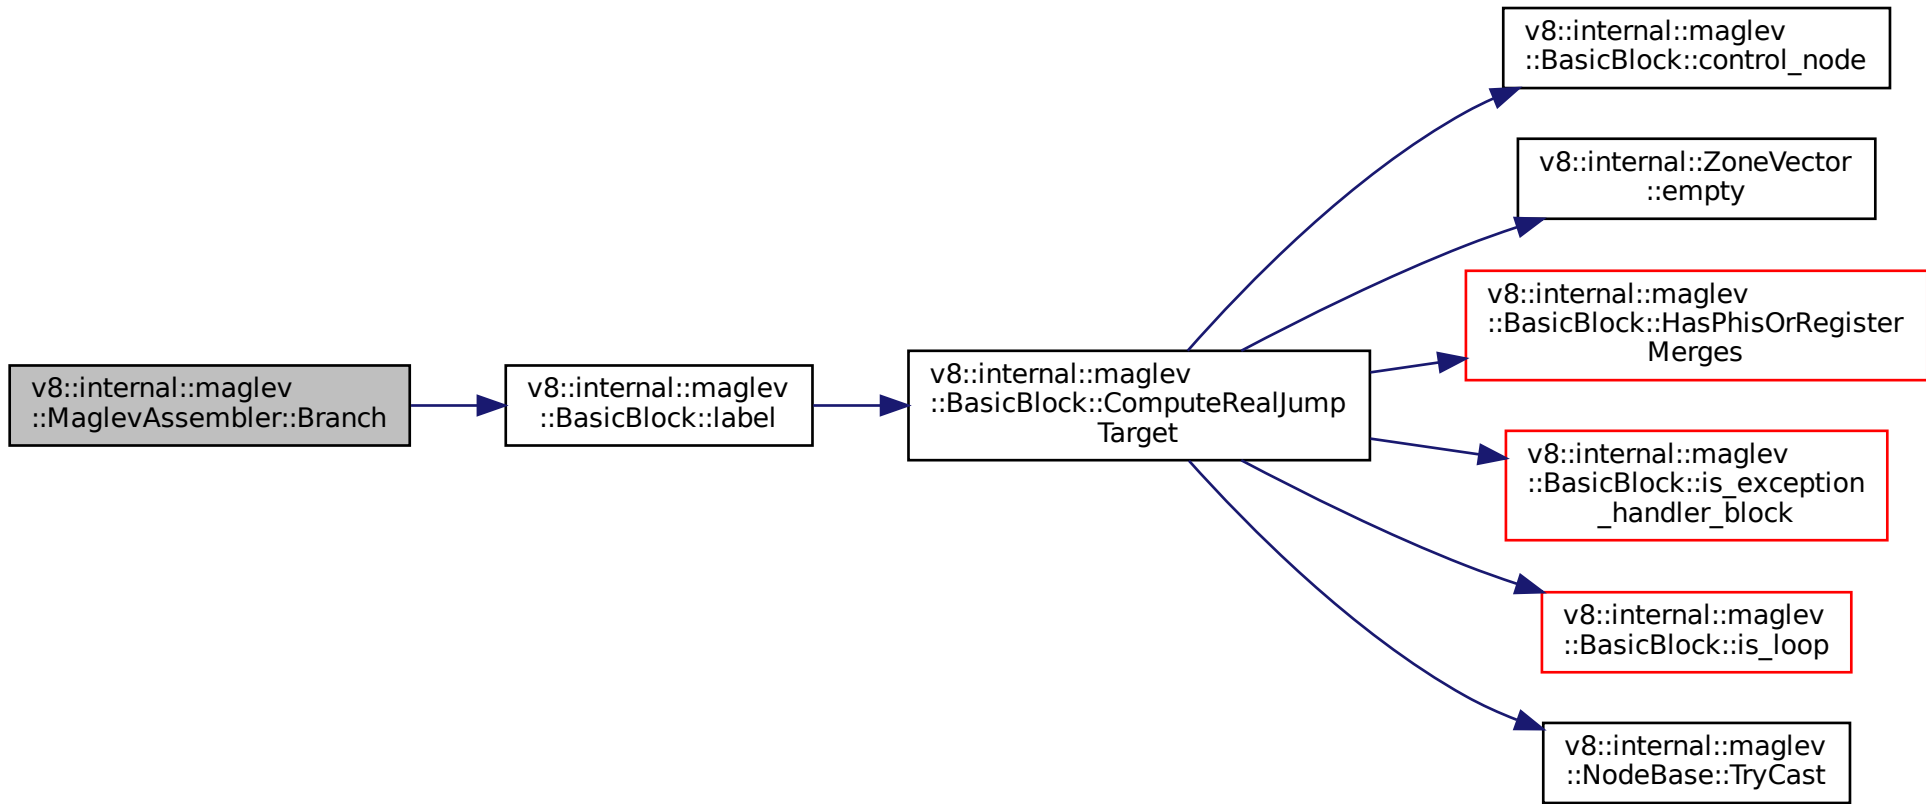 v8::internal::maglev
::MaglevAssembler::Branch
v8::internal::maglev
::BasicBlock::label
v8::internal::maglev
::BasicBlock::ComputeRealJump
Target
v8::internal::maglev
::BasicBlock::control_node
v8::internal::ZoneVector
::empty
v8::internal::maglev
::BasicBlock::HasPhisOrRegister
Merges
v8::internal::maglev
::BasicBlock::is_exception
_handler_block
v8::internal::maglev
::BasicBlock::is_loop
v8::internal::maglev
::NodeBase::TryCast